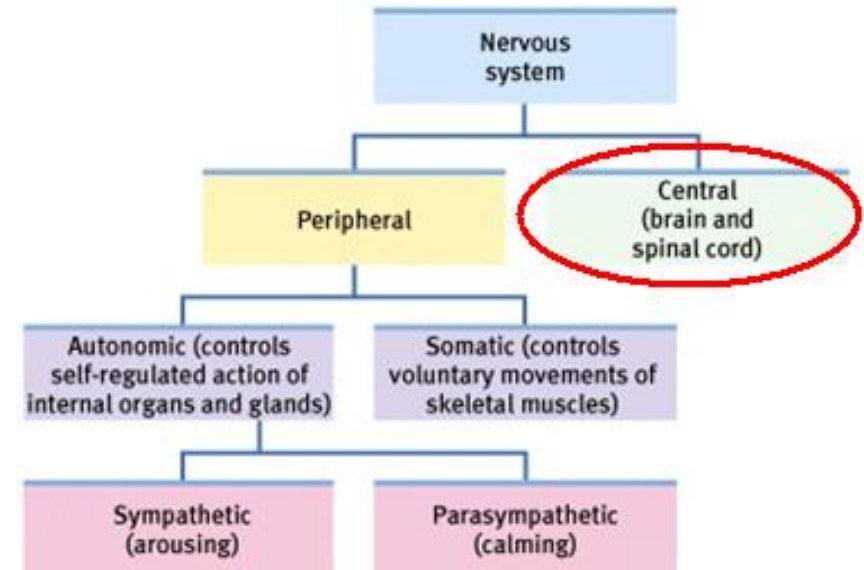 Nervous
system
Peripheral
Central
(brain and
spinal cord)
Autonomic (controls
self-regulated action of
internal organs and glands)
Somatic (controls
voluntary movements of
skeletal muscles)
Sympathetic
(arousing)
Parasympathetic
(calming)